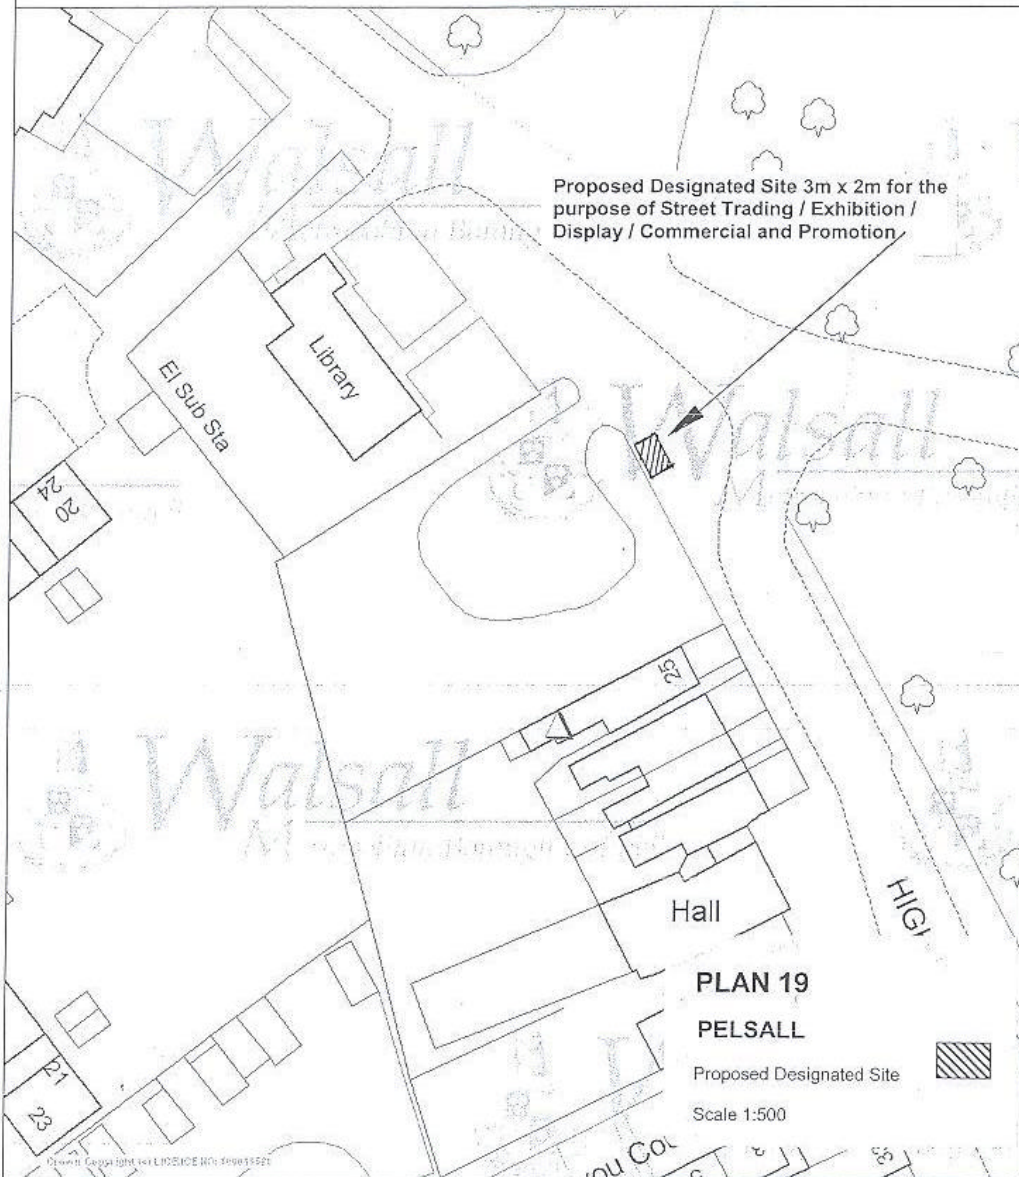 Walsall
Proposed Designated Site 3m x 2m for the
purpose of Street Trading / Exhibition /
Display / Commercial and Promotion
Library
El Sub Sta
Walsall
24
20
25
Walsall
Hall
HIGH
PLAN 19
PELSALL
Proposed Designated Site
Scale 1:500
21
23